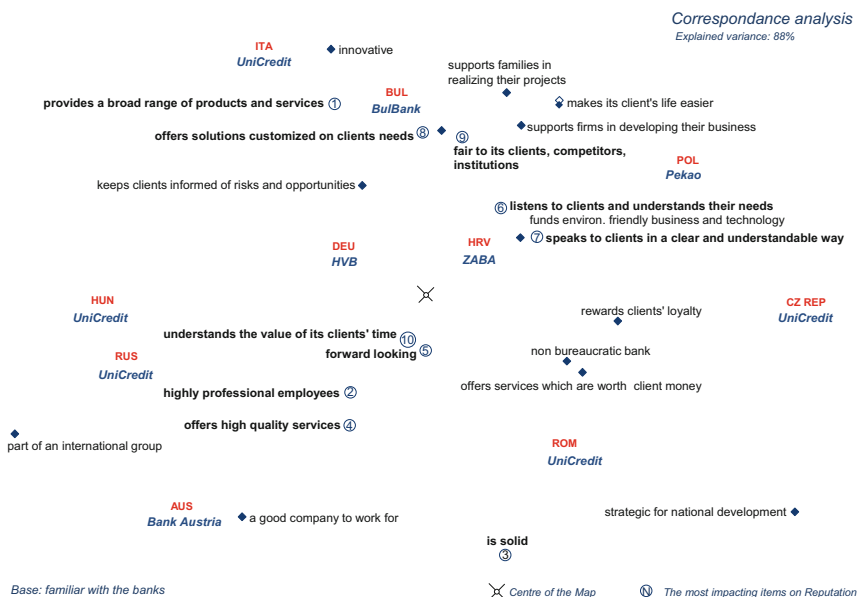 Correspondance analysis
Explained variance: 88%
ITA
UniCredit
innovative
supports families in
realizing their projects
BUL
BulBank
provides a broad range of products and services 1
makes its client's life easier
offers solutions customized on clients needs 8
supports firms in developing their business
9
fair to its clients, competitors,
institutions
POL
Pekao
keeps clients informed of risks and opportunities
6 listens to clients and understands their needs
funds environ. friendly business and technology
7 speaks to clients in a clear and understandable way
DEU
HVB
HRV
ZABA
HUN
UniCredit
CZ REP
UniCredit
rewards clients' loyalty
understands the value of its clients' time 10
forward looking 5
RUS
UniCredit
non bureaucratic bank
offers services which are worth client money
highly professional employees 2
offers high quality services 4
part of an international group
ROM
UniCredit
AUS
Bank Austria
a good company to work for
strategic for national development
is solid
3
Base: familiar with the banks
Centre of the Map
N The most impacting items on Reputation